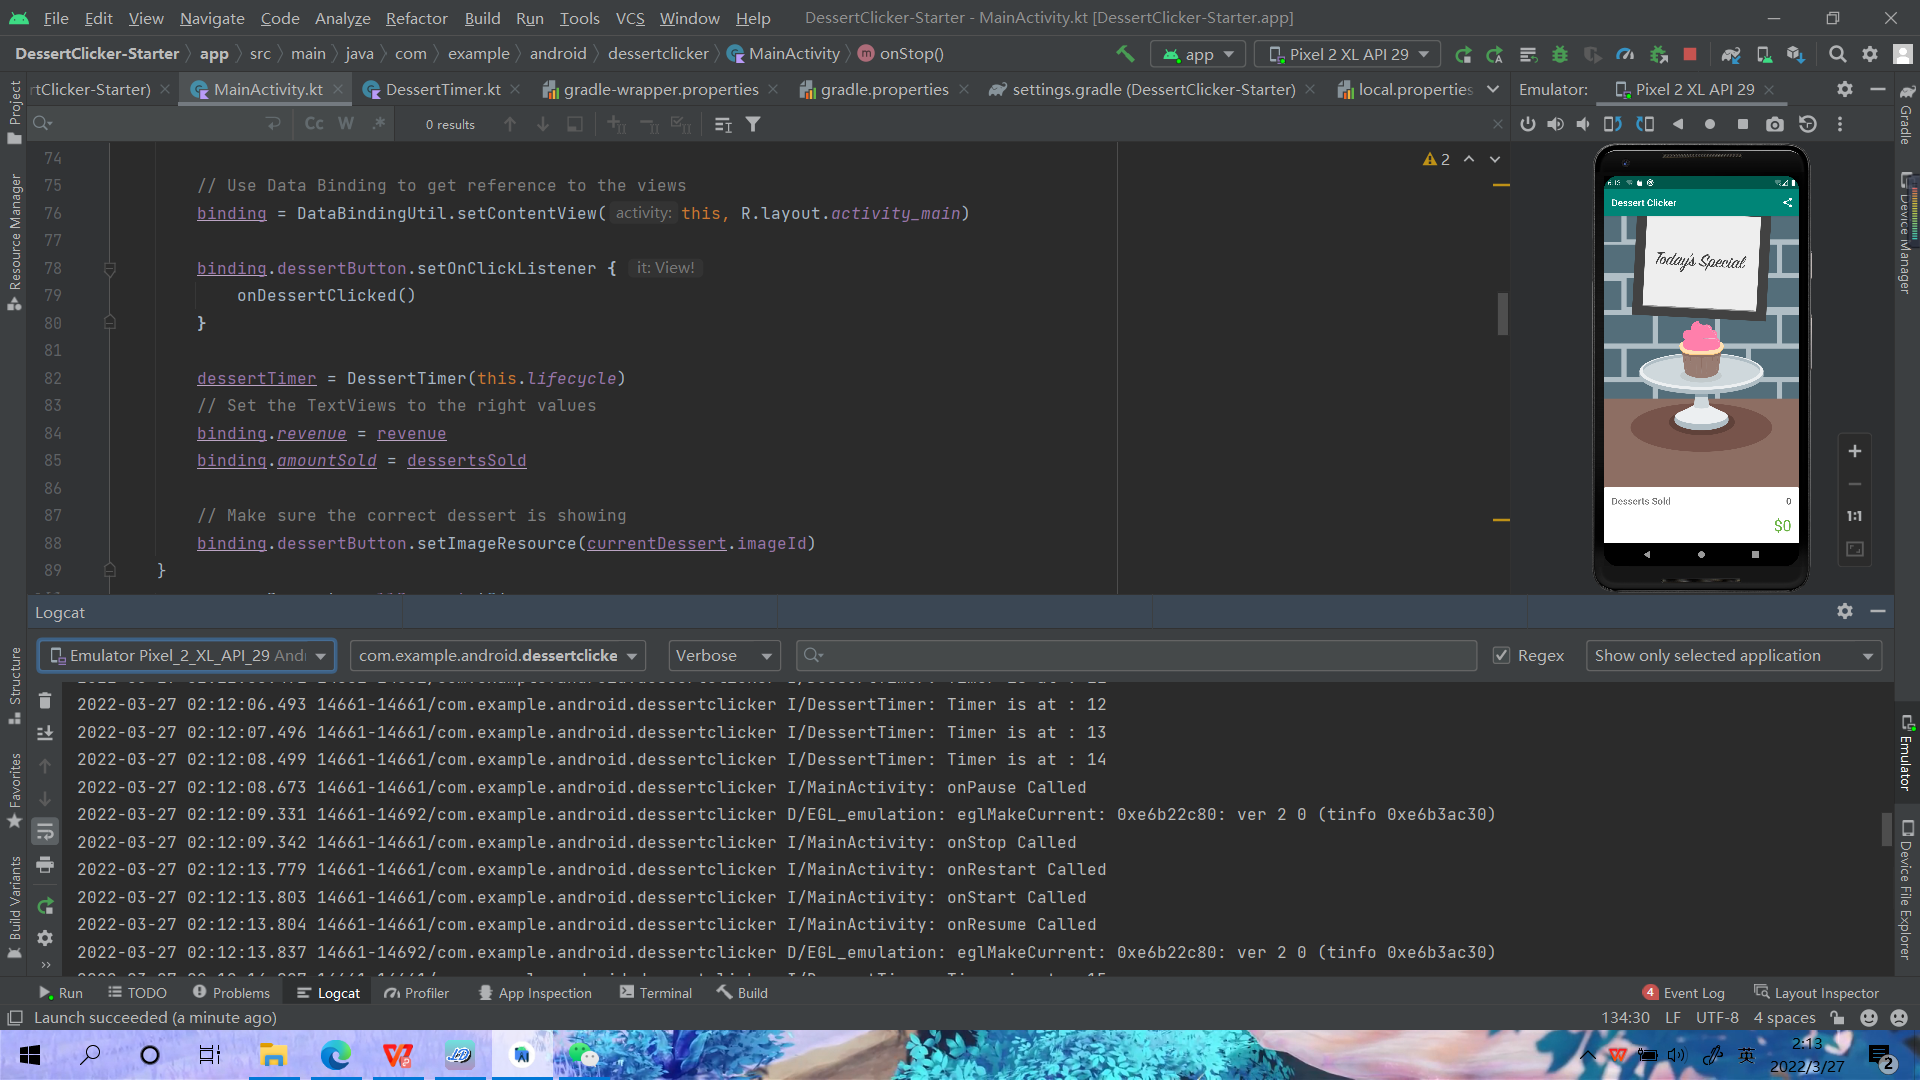 File Edit View Navigate Code Analyze Refactor Build Run Tools VCS Window Help DessertClicker-Starter - MainActivity.kt [DessertClicker-Starter.app]
DessertClicker-Starter app src main java com example android dessertclicker MainActivity onStop() app Pixel 2 XL API 29
rtClicker-Starter) MainActivity.kt DessertTimer.kt gradle-wrapper.properties gradle.properties settings.gradle (DessertClicker-Starter) local.properties Emulator: Pixel 2 XL API 29
Cc W .* 0 results
74
75 // Use Data Binding to get reference to the views
76 binding = DataBindingUtil.setContentView( activity: this, R.layout.activity_main)
77
78 binding.dessertButton.setOnClickListener { it: View!
79 onDessertClicked()
80 }
81
82 dessertTimer = DessertTimer(this.lifecycle)
83 // Set the TextViews to the right values
84 binding.revenue = revenue
85 binding.amountSold = dessertsSold
86
87 // Make sure the correct dessert is showing
88 binding.dessertButton.setImageResource(currentDessert.imageId)
89 }
2
Dessert Clicker
Today's Special
Desserts Sold 0
$0
1:1
Logcat
Emulator Pixel_2_XL_API_29 Andr com.example.android.dessertclicke Verbose Regex Show only selected application
2022-03-27 02:12:06.493 14661-14661/com.example.android.dessertclicker I/DessertTimer: Timer is at : 12
2022-03-27 02:12:07.496 14661-14661/com.example.android.dessertclicker I/DessertTimer: Timer is at : 13
2022-03-27 02:12:08.499 14661-14661/com.example.android.dessertclicker I/DessertTimer: Timer is at : 14
2022-03-27 02:12:08.673 14661-14661/com.example.android.dessertclicker I/MainActivity: onPause Called
2022-03-27 02:12:09.331 14661-14692/com.example.android.dessertclicker D/EGL_emulation: eglMakeCurrent: 0xe6b22c80: ver 2 0 (tinfo 0xe6b3ac30)
2022-03-27 02:12:09.342 14661-14661/com.example.android.dessertclicker I/MainActivity: onStop Called
2022-03-27 02:12:13.779 14661-14661/com.example.android.dessertclicker I/MainActivity: onRestart Called
2022-03-27 02:12:13.803 14661-14661/com.example.android.dessertclicker I/MainActivity: onStart Called
2022-03-27 02:12:13.804 14661-14661/com.example.android.dessertclicker I/MainActivity: onResume Called
2022-03-27 02:12:13.837 14661-14692/com.example.android.dessertclicker D/EGL_emulation: eglMakeCurrent: 0xe6b22c80: ver 2 0 (tinfo 0xe6b3ac30)
Project
Resource Manager
Structure
Favorites
Build Variants
Gradle
Device Manager
Emulator
Device File Explorer
Run TODO Problems Logcat Profiler App Inspection Terminal Build 4 Event Log Layout Inspector
Launch succeeded (a minute ago) 134:30 LF UTF-8 4 spaces
英 2:13
2022/3/27 2